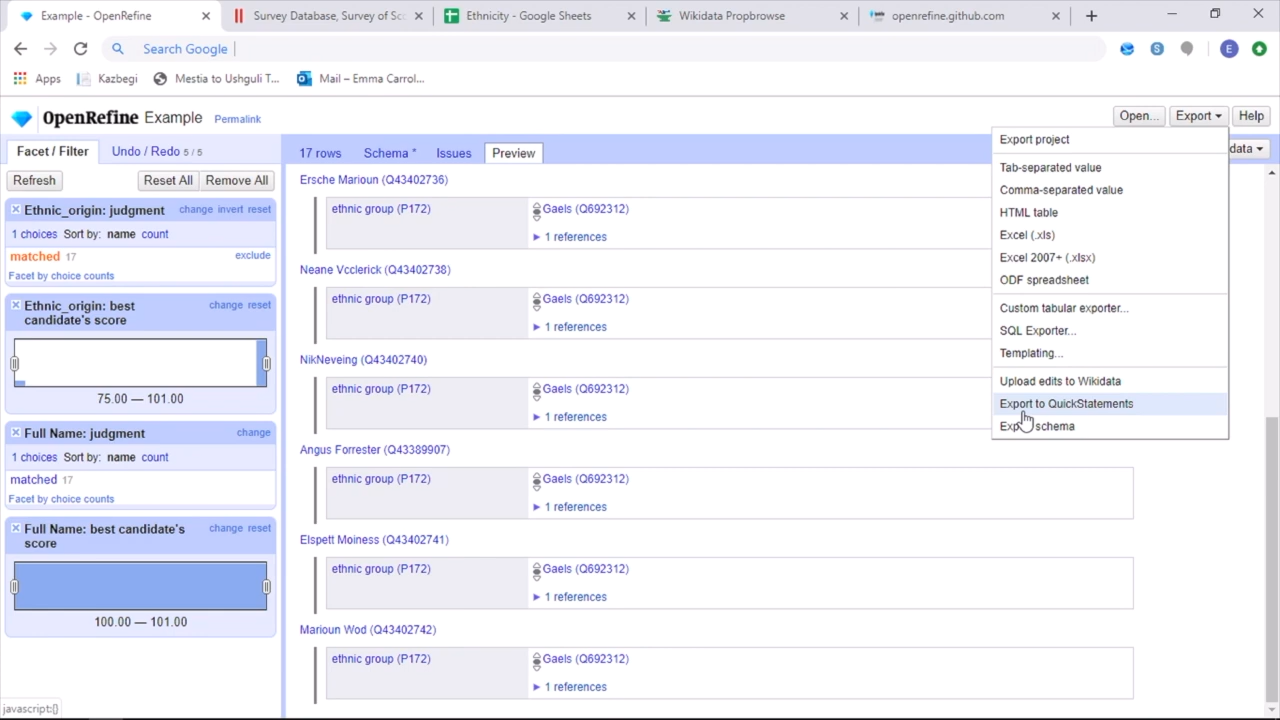 Example - OpenRefine
Survey Database, Survey of Sc
Ethnicity - Google Sheets
Wikidata Propbrowse
openrefine.github.com
Search Google
E
Apps
Kazbegi
Mestia to Ushguli T...
Mail – Emma Carrol...
OpenRefine Example Permalink
Open...
Export
Help
Facet / Filter
Undo / Redo 5 / 5
17 rows
Schema *
Issues
Preview
data
Refresh
Reset All
Remove All
Ethnic_origin: judgment
change invert reset
1 choices Sort by: name count
matched 17
exclude
Facet by choice counts
Ethnic_origin: best
candidate's score
change reset
75.00 — 101.00
Full Name: judgment
change
1 choices Sort by: name count
matched 17
Facet by choice counts
Full Name: best candidate's
score
change reset
100.00 — 101.00
Ersche Marioun (Q43402736)
ethnic group (P172)
Gaels (Q692312)
1 references
Neane Vcclerick (Q43402738)
ethnic group (P172)
Gaels (Q692312)
1 references
NikNeveing (Q43402740)
ethnic group (P172)
Gaels (Q692312)
1 references
Angus Forrester (Q43389907)
ethnic group (P172)
Gaels (Q692312)
1 references
Elspett Moiness (Q43402741)
ethnic group (P172)
Gaels (Q692312)
1 references
Marioun Wod (Q43402742)
ethnic group (P172)
Gaels (Q692312)
1 references
Export project
Tab-separated value
Comma-separated value
HTML table
Excel (.xls)
Excel 2007+ (.xlsx)
ODF spreadsheet
Custom tabular exporter...
SQL Exporter...
Templating...
Upload edits to Wikidata
Export to QuickStatements
Export schema
javascript:{}